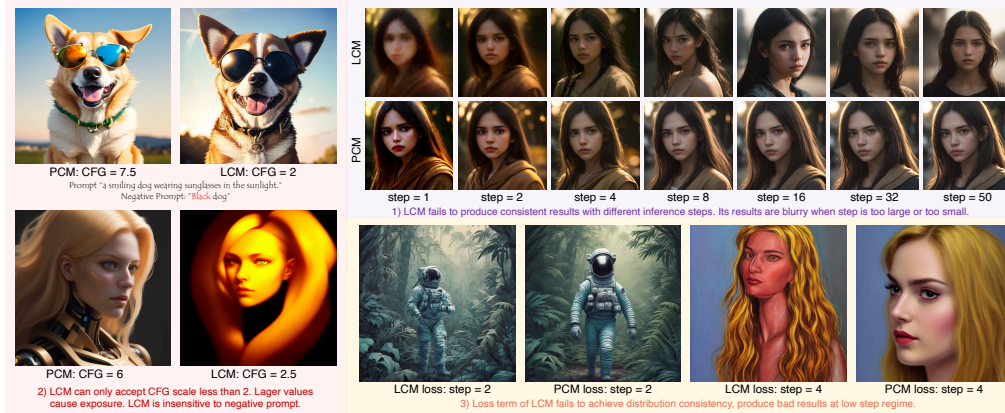 PCM: CFG = 7.5
LCM: CFG = 2
Prompt "a smiling dog wearing sunglasses in the sunlight."
Negative Prompt: "Black dog"
PCM: CFG = 6
LCM: CFG = 2.5
2) LCM can only accept CFG scale less than 2. Lager values
cause exposure. LCM is insensitive to negative prompt.
LCM
PCM
step = 1
step = 2
step = 4
step = 8
step = 16
step = 32
step = 50
1) LCM fails to produce consistent results with different inference steps. Its results are blurry when step is too large or too small.
LCM loss: step = 2
PCM loss: step = 2
LCM loss: step = 4
PCM loss: step = 4
3) Loss term of LCM fails to achieve distribution consistency, produce bad results at low step regime.